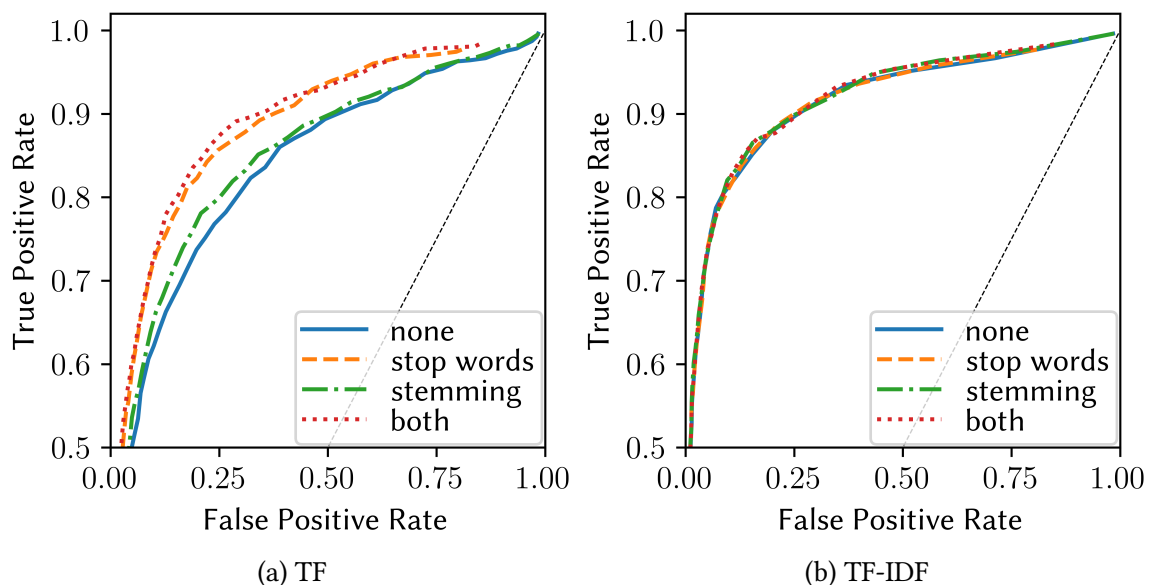 1.0
0.9
0.8
0.7
0.6
0.5
True Positive Rate
none
stop words
stemming
both
0.00 0.25 0.50 0.75 1.00
False Positive Rate
(a) TF
1.0
0.9
0.8
0.7
0.6
0.5
True Positive Rate
none
stop words
stemming
both
0.00 0.25 0.50 0.75 1.00
False Positive Rate
(b) TF-IDF